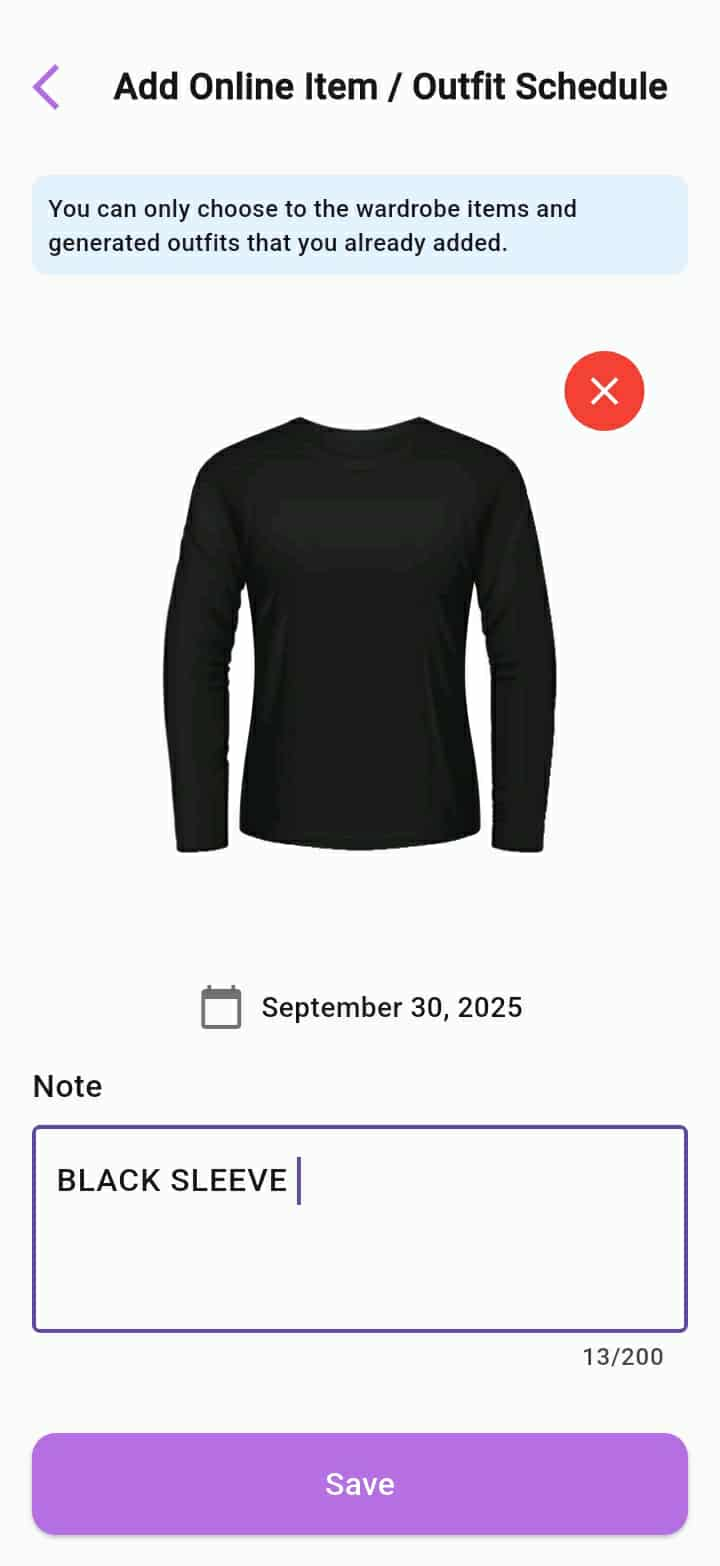 Add Online Item / Outfit Schedule
You can only choose to the wardrobe items and
generated outfits that you already added.
September 30, 2025
Note
BLACK SLEEVE
13/200
Save